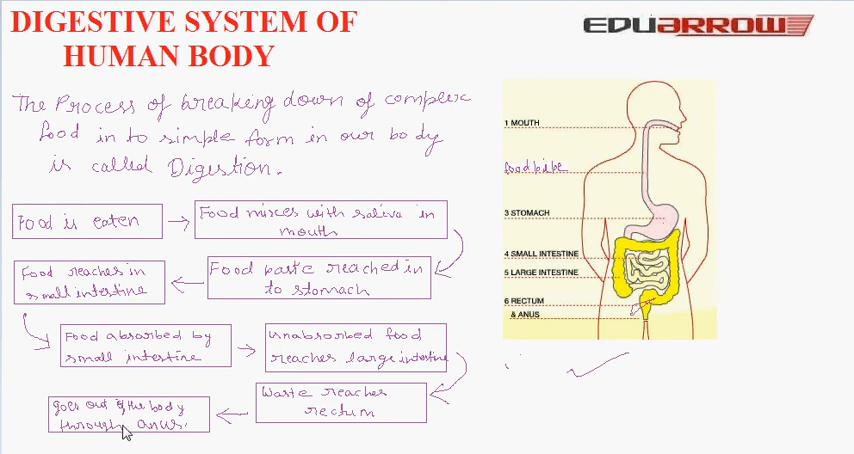 DIGESTIVE SYSTEM OF
HUMAN BODY
EDUARROW
The Process of breaking down of complex
food in to simple form in our body
is called Digestion.
Food is eaten
Food mixes with saliva in
mouth
Food paste reached in
to stomach
Food reaches in
small intestine
Food absorbed by
small intestine
unabsorbed food
reaches large intestine
Waste reaches
rectum
goes out of the body
through anus.
1 MOUTH
food pipe
3 STOMACH
4 SMALL INTESTINE
5 LARGE INTESTINE
6 RECTUM
& ANUS